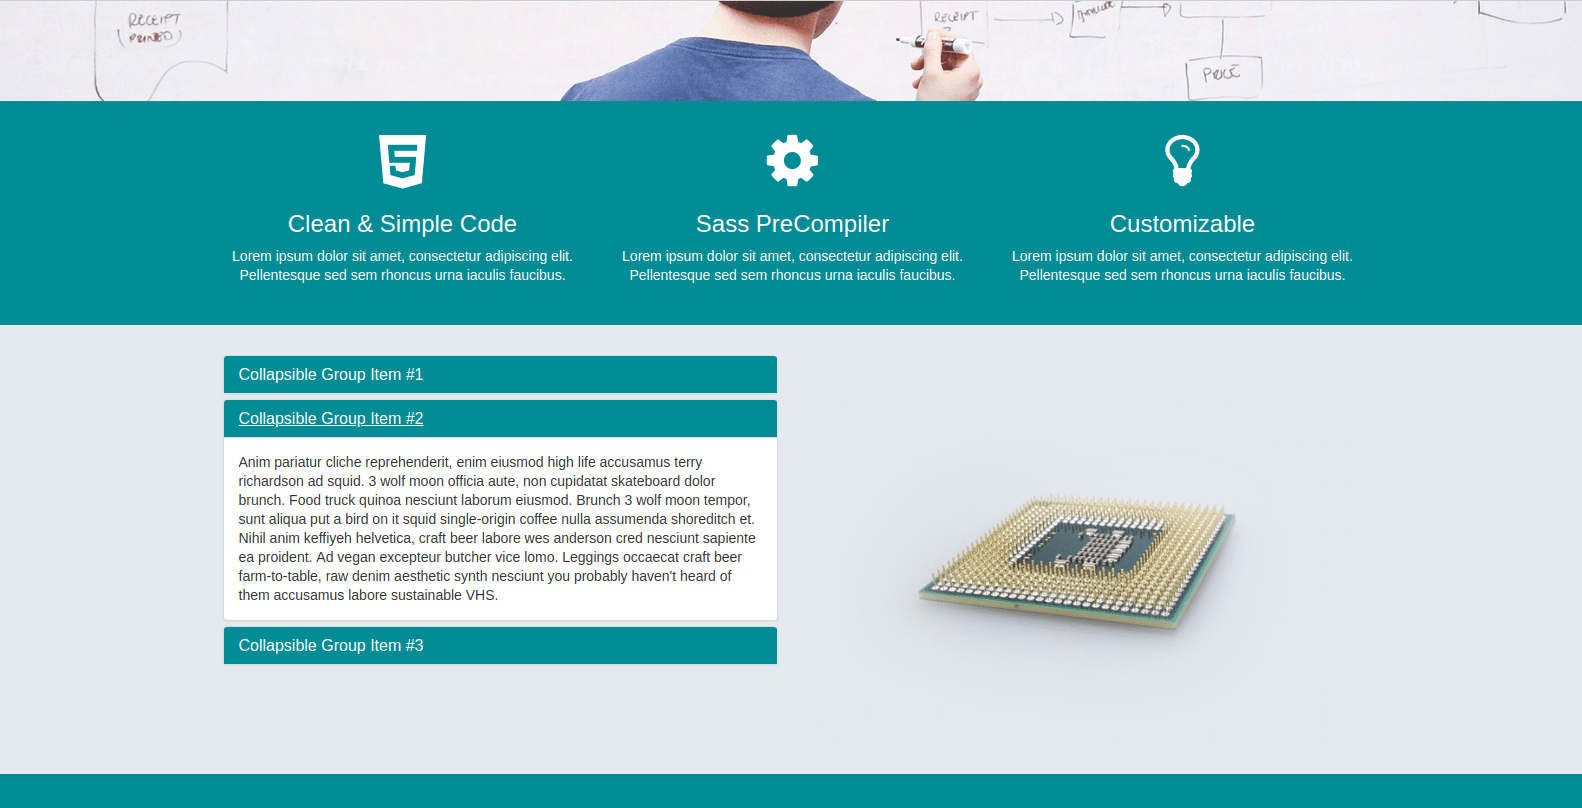 RECEIPT
(PRINTED)
RECEIPT
?
INVOICE
PRICE
Clean & Simple Code
Lorem ipsum dolor sit amet, consectetur adipiscing elit.
Pellentesque sed sem rhoncus urna iaculis faucibus.
Sass PreCompiler
Lorem ipsum dolor sit amet, consectetur adipiscing elit.
Pellentesque sed sem rhoncus urna iaculis faucibus.
Customizable
Lorem ipsum dolor sit amet, consectetur adipiscing elit.
Pellentesque sed sem rhoncus urna iaculis faucibus.
Collapsible Group Item #1
Collapsible Group Item #2
Anim pariatur cliche reprehenderit, enim eiusmod high life accusamus terry
richardson ad squid. 3 wolf moon officia aute, non cupidatat skateboard dolor
brunch. Food truck quinoa nesciunt laborum eiusmod. Brunch 3 wolf moon tempor,
sunt aliqua put a bird on it squid single-origin coffee nulla assumenda shoreditch et.
Nihil anim keffiyeh helvetica, craft beer labore wes anderson cred nesciunt sapiente
ea proident. Ad vegan excepteur butcher vice lomo. Leggings occaecat craft beer
farm-to-table, raw denim aesthetic synth nesciunt you probably haven't heard of
them accusamus labore sustainable VHS.
Collapsible Group Item #3